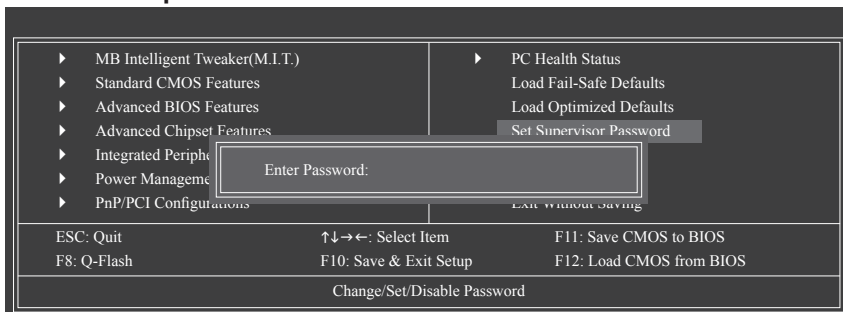 MB Intelligent Tweaker(M.I.T.)
Standard CMOS Features
Advanced BIOS Features
Advanced Chipset Features
Integrated Periphe
Power Manageme
PnP/PCI Configurations
PC Health Status
Load Fail-Safe Defaults
Load Optimized Defaults
Set Supervisor Password
Exit Without Saving
Enter Password:
ESC: Quit
↑↓→←: Select Item
F11: Save CMOS to BIOS
F8: Q-Flash
F10: Save & Exit Setup
F12: Load CMOS from BIOS
Change/Set/Disable Password